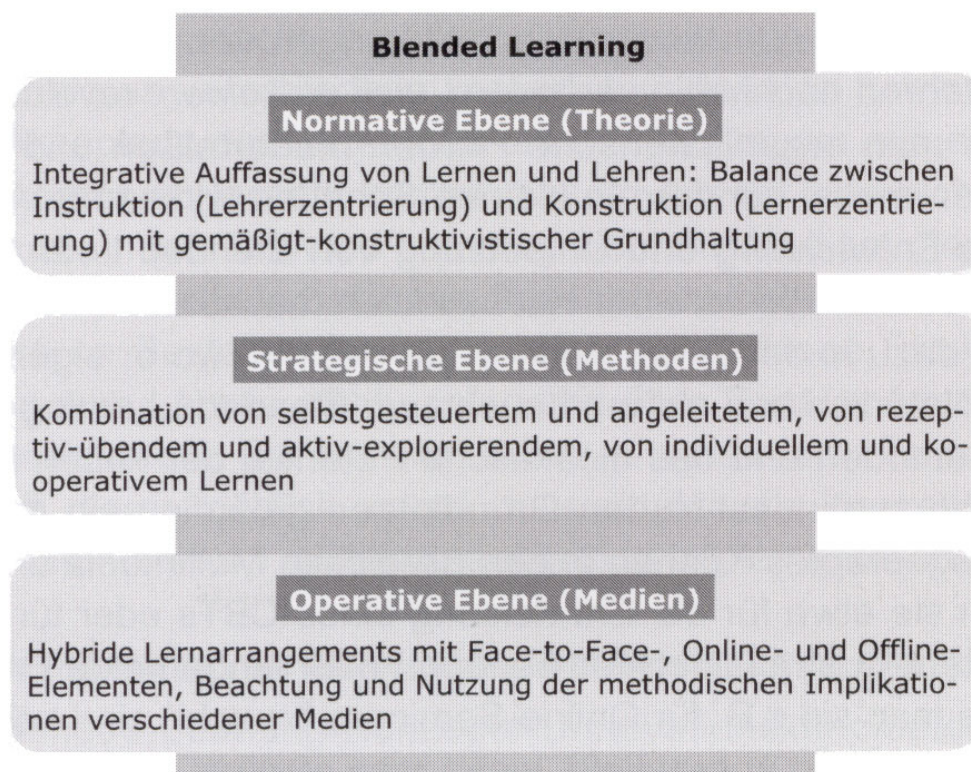 Blended Learning
Normative Ebene (Theorie)
Integrative Auffassung von Lernen und Lehren: Balance zwischen
Instruktion (Lehrerzentrierung) und Konstruktion (Lernerzentrie-
rung) mit gemäßigt-konstruktivistischer Grundhaltung
Strategische Ebene (Methoden)
Kombination von selbstgesteuertem und angeleitetem, von rezep-
tiv-übendem und aktiv-explorierendem, von individuellem und ko-
operativem Lernen
Operative Ebene (Medien)
Hybride Lernarrangements mit Face-to-Face-, Online- und Offline-
Elementen, Beachtung und Nutzung der methodischen Implikatio-
nen verschiedener Medien